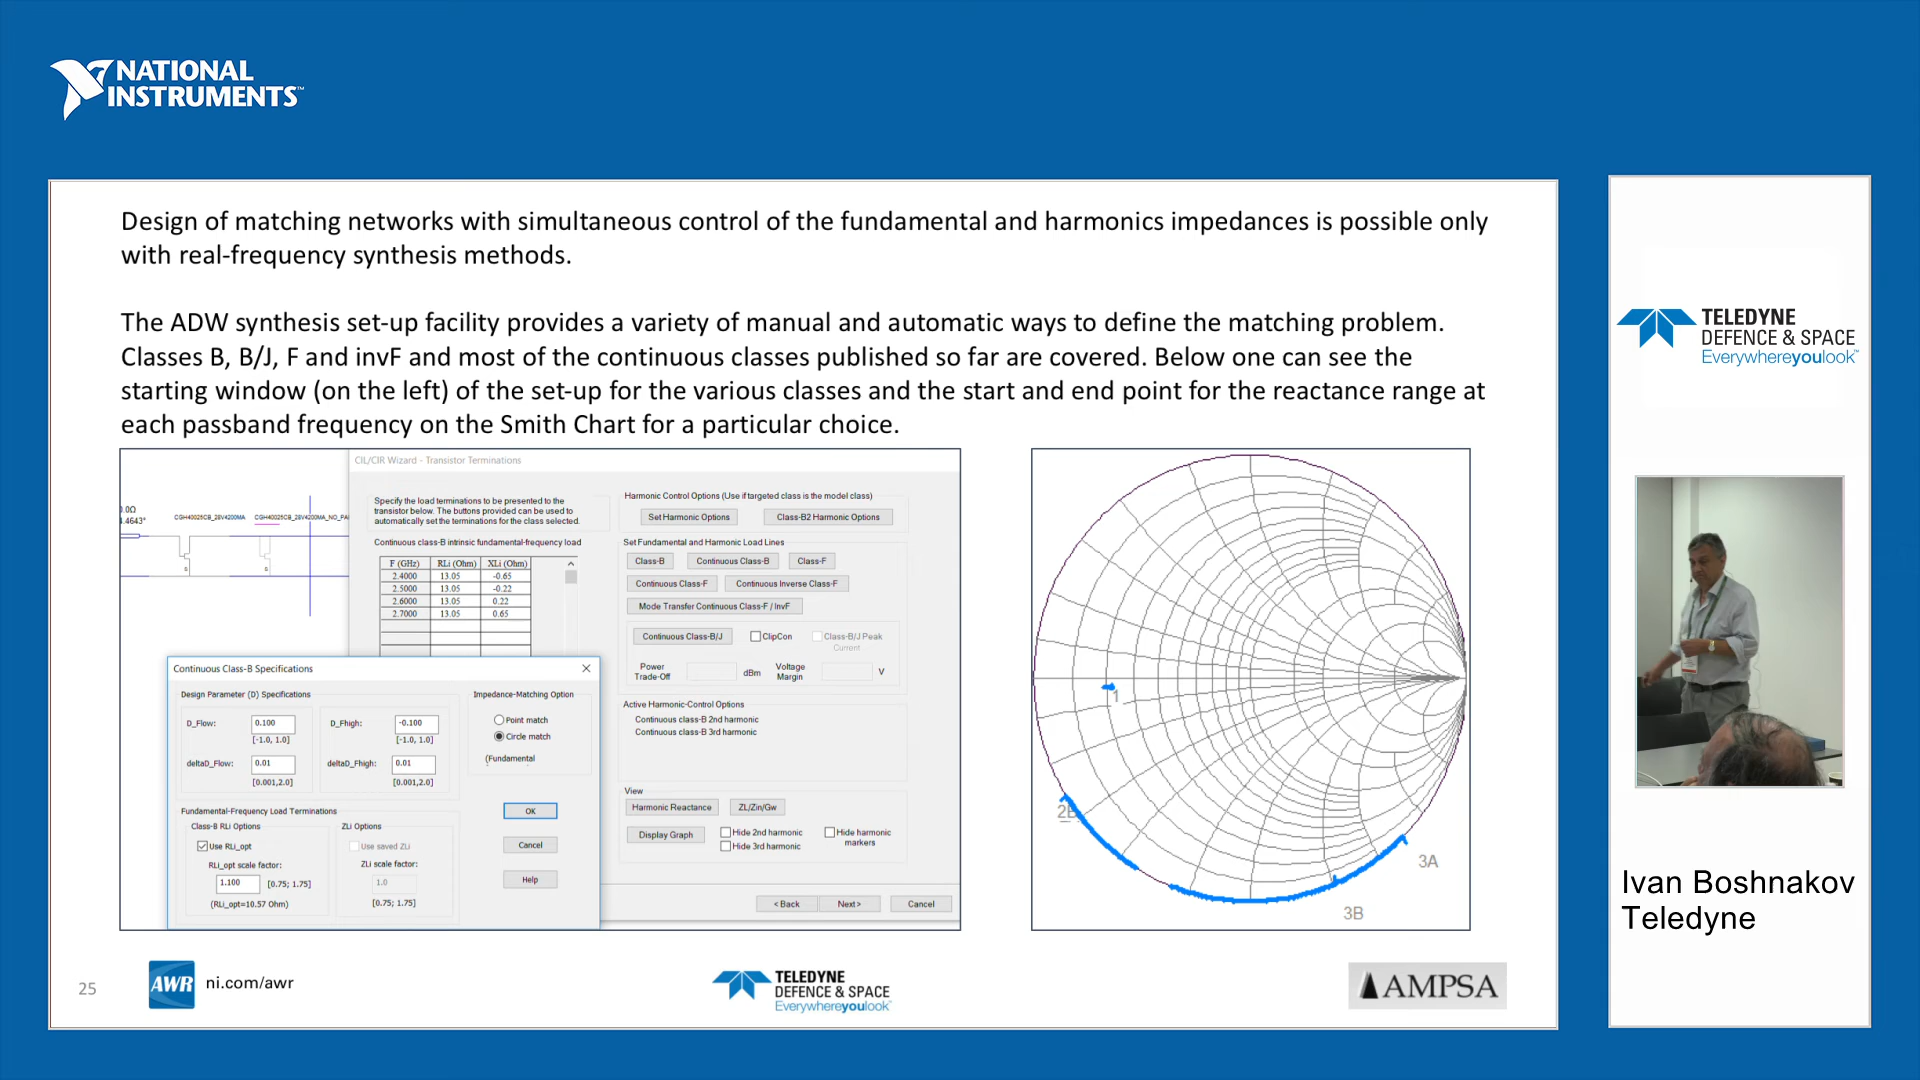 NATIONAL
INSTRUMENTS™
Design of matching networks with simultaneous control of the fundamental and harmonics impedances is possible only
with real-frequency synthesis methods.
The ADW synthesis set-up facility provides a variety of manual and automatic ways to define the matching problem.
Classes B, B/J, F and invF and most of the continuous classes published so far are covered. Below one can see the
starting window (on the left) of the set-up for the various classes and the start and end point for the reactance range at
each passband frequency on the Smith Chart for a particular choice.
CIL/CIR Wizard - Transistor Terminations
Specify the load terminations to be presented to the
transistor below. The buttons provided can be used to
automatically set the terminations for the class selected.
Continuous class-B intrinsic fundamental-frequency load
F (GHz) RLi (Ohm) XLi (Ohm)
2.4000 13.05 -0.65
2.5000 13.05 -0.22
2.6000 13.05 0.22
2.7000 13.05 0.65
CGH40025CB_28V4200MA CGH40025CB_28V4200MA_NO_PA
.4643°
S S
Harmonic Control Options (Use if targeted class is the model class)
Set Harmonic Options Class-B2 Harmonic Options
Set Fundamental and Harmonic Load Lines
Class-B Continuous Class-B Class-F
Continuous Class-F Continuous Inverse Class-F
Mode Transfer Continuous Class-F / InvF
Continuous Class-B/J ClipCon Class-B/J Peak
Current
Power
Trade-Off dBm Voltage
Margin V
Active Harmonic-Control Options
Continuous class-B 2nd harmonic
Continuous class-B 3rd harmonic
View
Harmonic Reactance ZL/Zin/Gw
Display Graph Hide 2nd harmonic Hide harmonic
markers
Hide 3rd harmonic
< Back Next> Cancel
Continuous Class-B Specifications
Design Parameter (D) Specifications
D_Flow: 0.100 D_Fhigh: -0.100
[-1.0, 1.0] [-1.0, 1.0]
deltaD_Flow: 0.01 deltaD_Fhigh: 0.01
[0.001,2.0] [0.001,2.0]
Impedance-Matching Option
Point match
Circle match
(Fundamental
Fundamental-Frequency Load Terminations
Class-B RLi Options ZLi Options
Use RLi_opt Use saved ZLi
RLi_opt scale factor: ZLi scale factor:
1.100 [0.75; 1.75] 1.0
(RLi_opt=10.57 Ohm) [0.75; 1.75]
OK
Cancel
Help
1
2B
3A
3B
25
AWR
ni.com/awr
TELEDYNE
DEFENCE & SPACE
Everywhereyoulook™
AMPSA
TELEDYNE
DEFENCE & SPACE
Everywhereyoulook™
Ivan Boshnakov
Teledyne